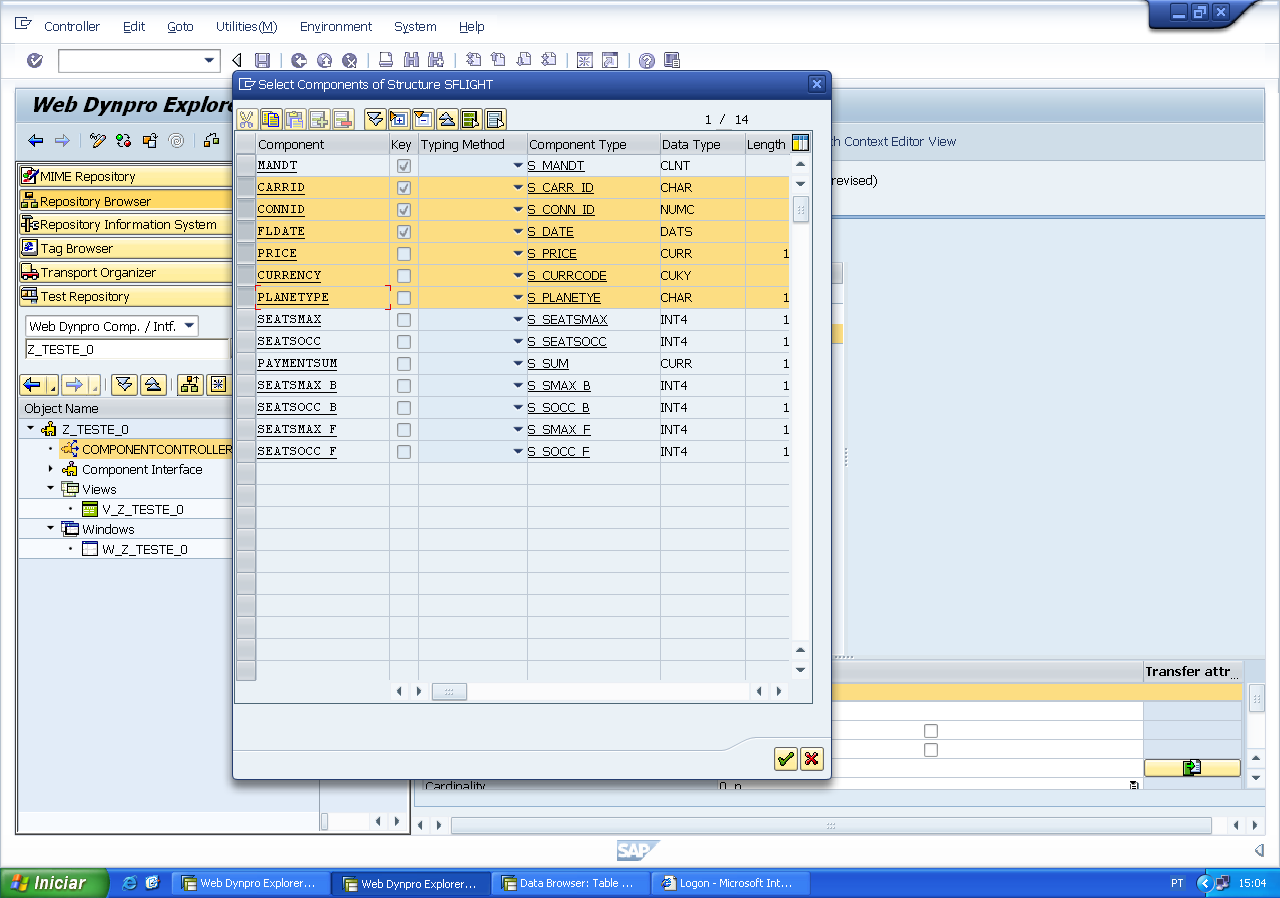 Controller Edit Goto Utilities(M) Environment System Help
Select Components of Structure SFLIGHT
Web Dynpro Explore
h Context Editor View
1 / 14
Component Key Typing Method Component Type Data Type Length
MANDT S_MANDT CLNT
CARRID S_CARR_ID CHAR
CONNID S_CONN_ID NUMC
FLDATE S_DATE DATS
PRICE S_PRICE CURR 1
CURRENCY S_CURRCODE CUKY
PLANETYPE S_PLANETYE CHAR 1
SEATSMAX S_SEATSMAX INT4 1
SEATSOCC S_SEATSOCC INT4 1
PAYMENTSUM S_SUM CURR 1
SEATSMAX_B S_SMAX_B INT4 1
SEATSOCC_B S_SOCC_B INT4 1
SEATSMAX_F S_SMAX_F INT4 1
SEATSOCC_F S_SOCC_F INT4 1
revised)
MIME Repository
Repository Browser
Repository Information System
Tag Browser
Transport Organizer
Test Repository
Web Dynpro Comp. / Intf.
Z_TESTE_0
Object Name
Z_TESTE_0
COMPONENTCONTROLLER
Component Interface
Views
V_Z_TESTE_0
Windows
W_Z_TESTE_0
Transfer attr...
Cardinality 0..n
SAP
Iniciar Web Dynpro Explorer... Web Dynpro Explorer... Data Browser: Table ... Logon - Microsoft Int... PT 15:04